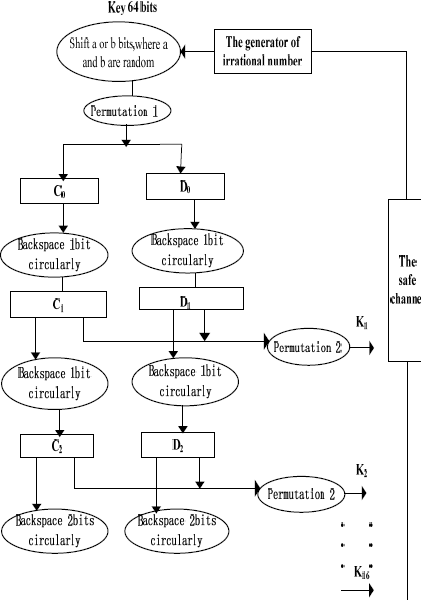 Key 64bits
Shift a or b bits,where a
and b are random
The generator of
irrational number
Permutation 1
C0
D0
Backspace 1bit
circularly
Backspace 1bit
circularly
The
safe
channe
C1
D1
K1
Permutation 2
Backspace 1bit
circularly
Backspace 1bit
circularly
C2
D2
K2
Permutation 2
Backspace 2bits
circularly
Backspace 2bits
circularly
K16